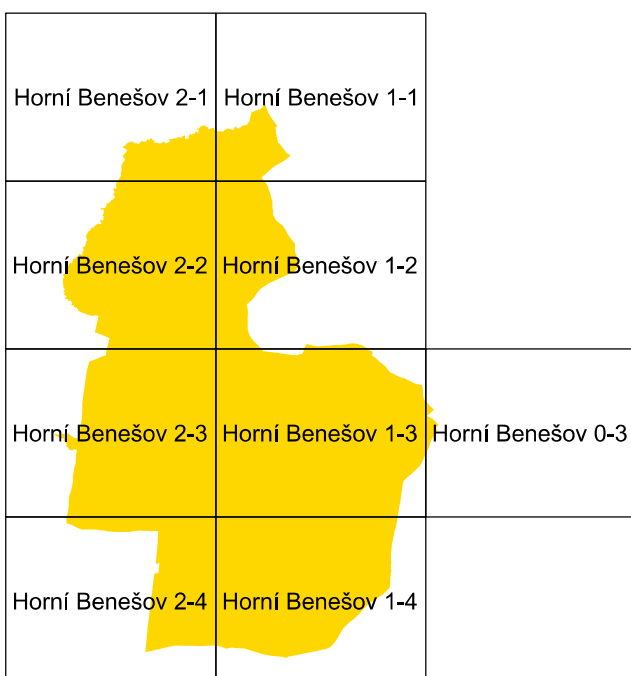 Horní Benešov 2-1 Horní Benešov 1-1
Horní Benešov 2-2 Horní Benešov 1-2
Horní Benešov 2-3 Horní Benešov 1-3 Horní Benešov 0-3
Horní Benešov 2-4 Horní Benešov 1-4